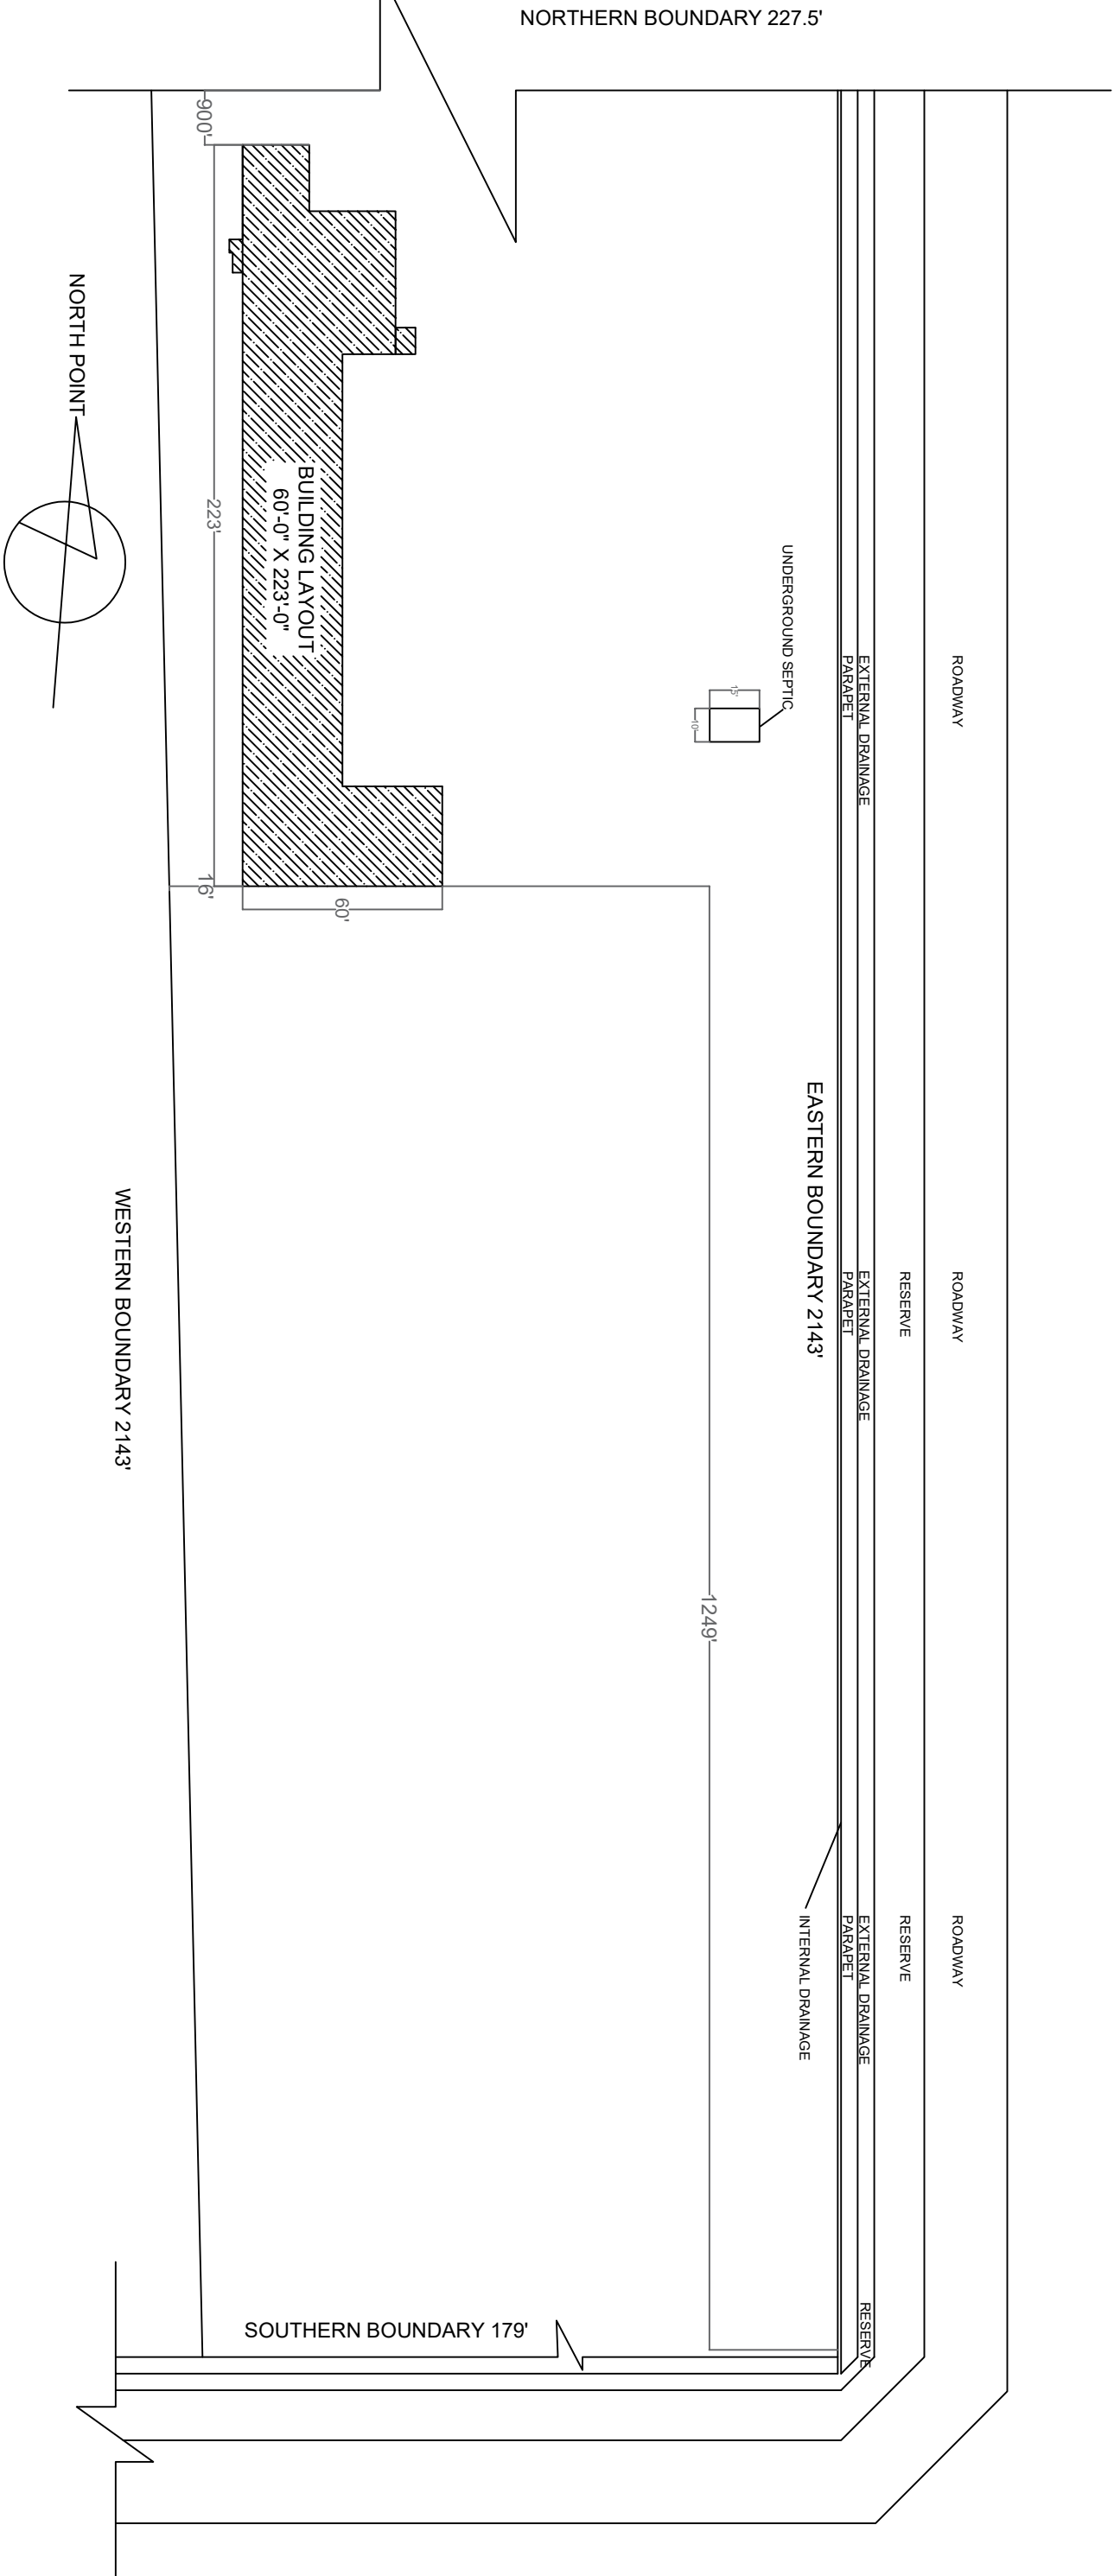 NORTHERN BOUNDARY 227.5'
900'
NORTH POINT
223'
BUILDING LAYOUT
60'-0" X 223'-0"
UNDERGROUND SEPTIC
15'
10'
16'
60'
ROADWAY
EXTERNAL DRAINAGE
PARAPET
EASTERN BOUNDARY 2143'
WESTERN BOUNDARY 2143'
ROADWAY
RESERVE
EXTERNAL DRAINAGE
PARAPET
1249'
ROADWAY
RESERVE
EXTERNAL DRAINAGE
PARAPET
INTERNAL DRAINAGE
RESERVE
SOUTHERN BOUNDARY 179'